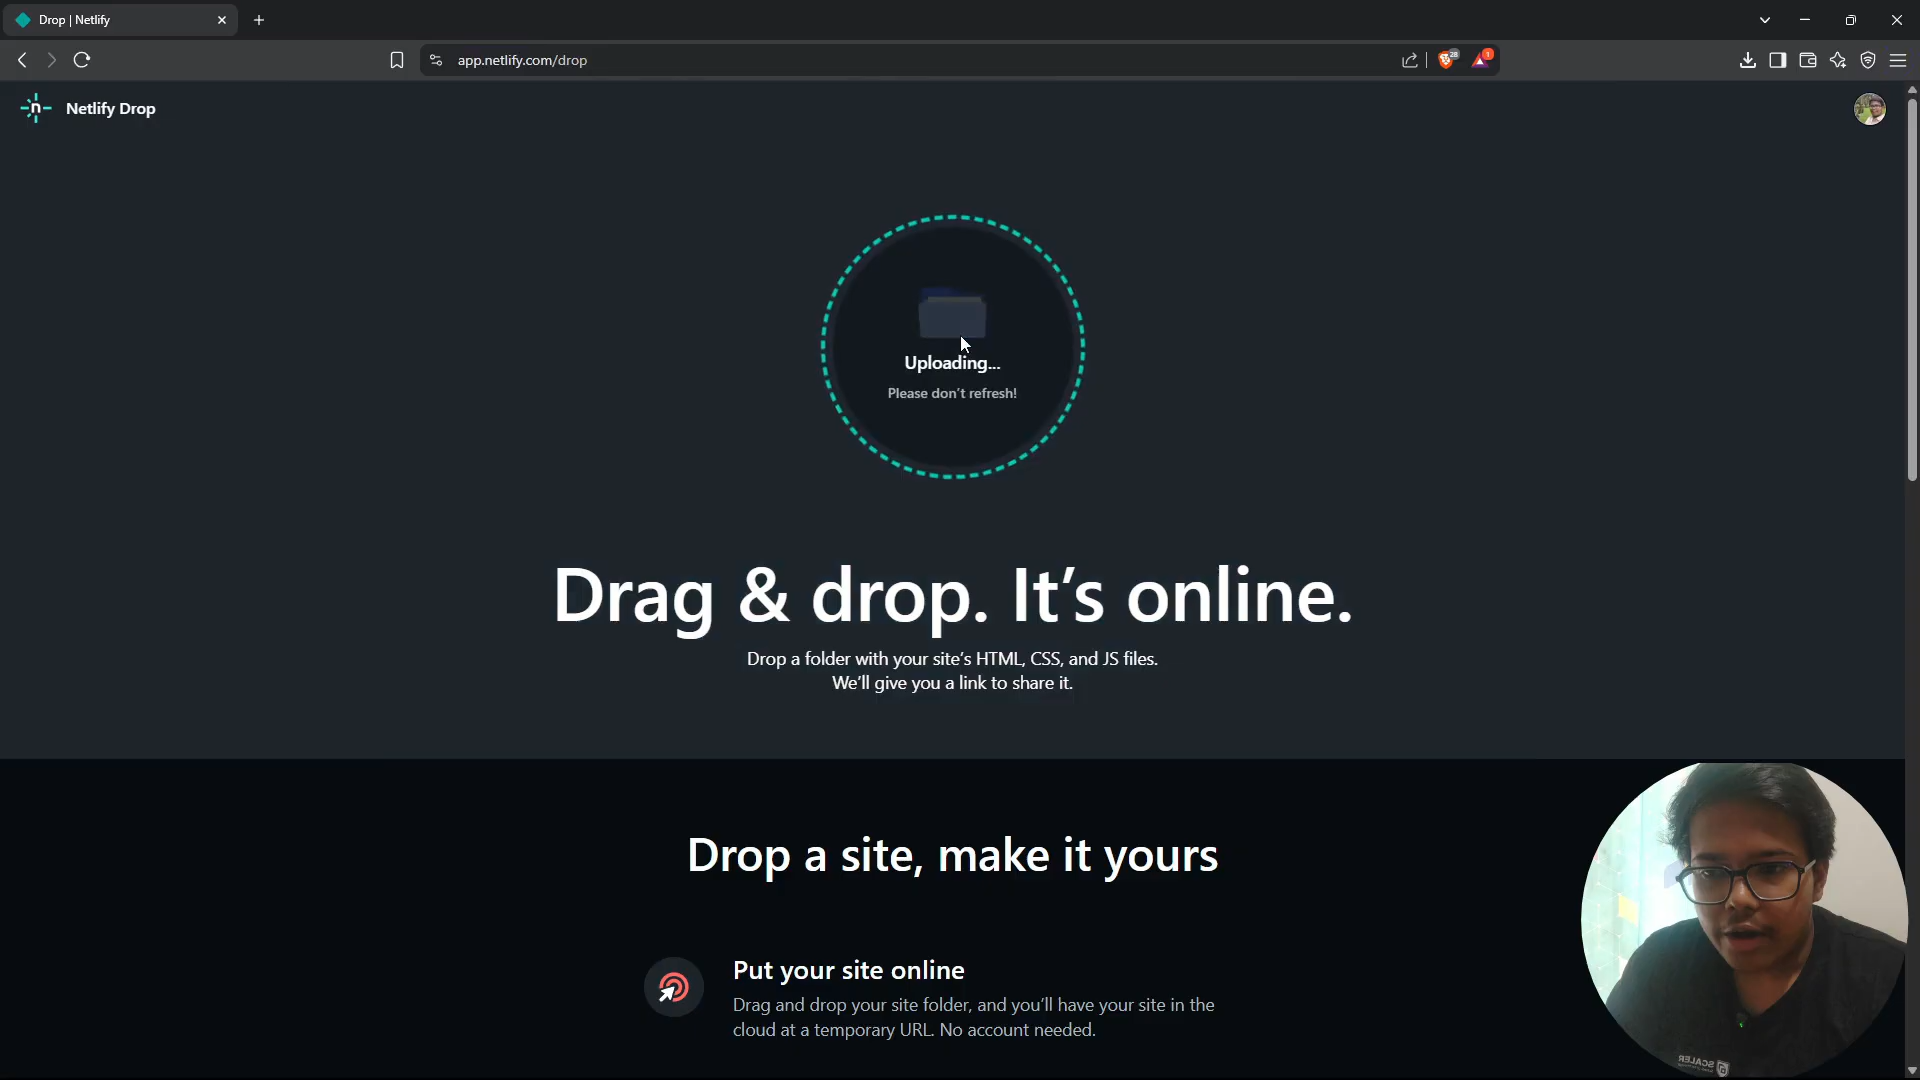 Drop | Netlify
app.netlify.com/drop
28
1
Netlify Drop
Uploading...
Please don't refresh!
Drag & drop. It's online.
Drop a folder with your site's HTML, CSS, and JS files.
We'll give you a link to share it.
Drop a site, make it yours
Put your site online
Drag and drop your site folder, and you'll have your site in the
cloud at a temporary URL. No account needed.
SCALER